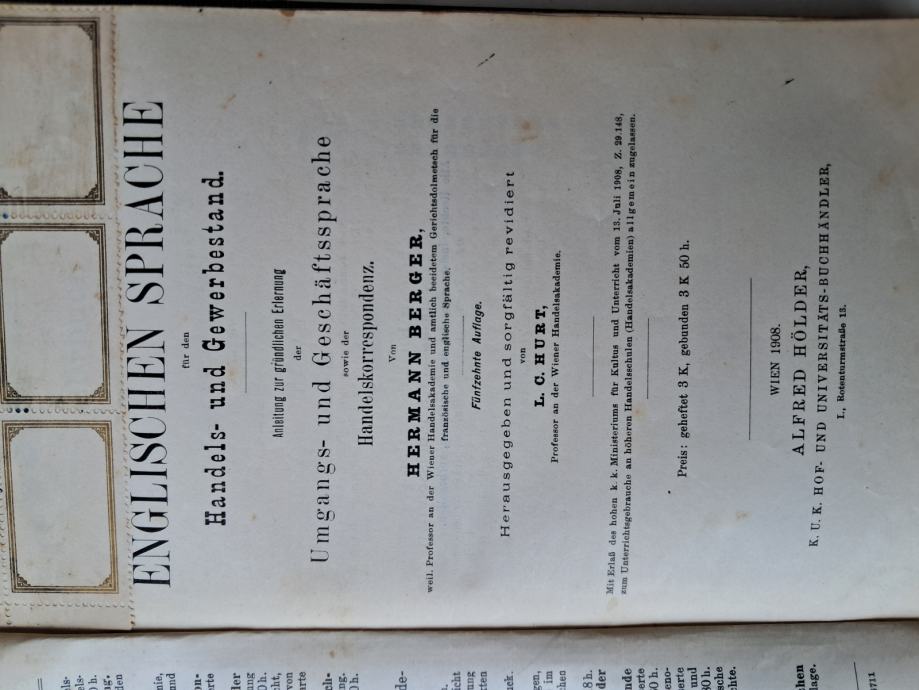 ENGLISCHEN SPRACHE
für den
Handels- und Gewerbestand.
Anleitung zur gründlichen Erlernung
der
Umgangs- und Geschäftssprache
sowie der
Handelskorrespondenz.
Von
HERMANN BERGER,
weil. Professor an der Wiener Handelsakademie und amtlich beeidetem Gerichtsdolmetsch für die
französische und englische Sprache.
Fünfzehnte Auflage.
Herausgegeben und sorgfältig revidiert
von
L. C. HURT,
Professor an der Wiener Handelsakademie.
Mit Erlaß des hohen k. k. Ministeriums für Kultus und Unterricht vom 13. Juli 1908, Z. 29.148,
zum Unterrichtsgebrauche an höheren Handelsschulen (Handelsakademien) allgemein zugelassen.
Preis: geheftet 3 K, gebunden 3 K 50 h.
WIEN 1908.
ALFRED HÖLDER,
K. U. K. HOF- UND UNIVERSITÄTS-BUCHHÄNDLER,
I., Rotenturmstraße 13.